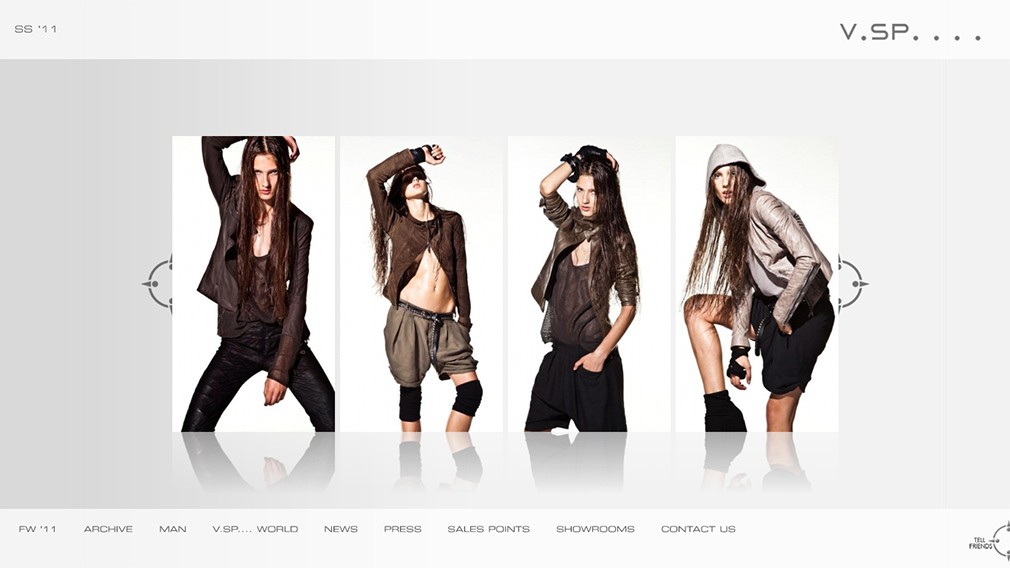 SS '11
V.SP. . . .
FW '11 ARCHIVE MAN V.SP.... WORLD NEWS PRESS SALES POINTS SHOWROOMS CONTACT US
TELL
FRIENDS